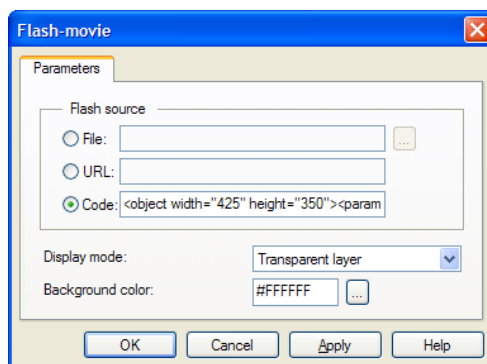 Flash-movie
Parameters
Flash source
File:
...
URL:
Code: <object width="425" height="350"><param
Display mode: Transparent layer
Background color: #FFFFFF ...
OK Cancel Apply Help